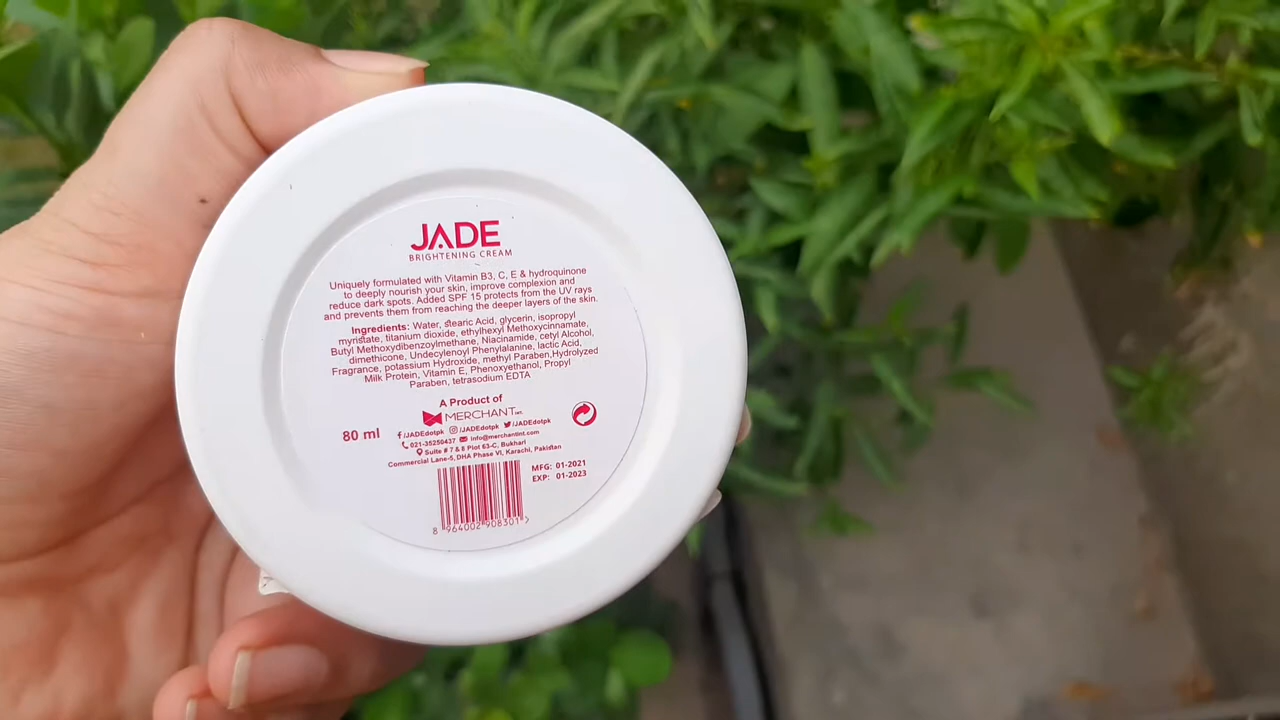 JADE
BRIGHTENING CREAM
Uniquely formulated with Vitamin B3, C, E & hydroquinone
to deeply nourish your skin, improve complexion and
reduce dark spots. Added SPF 15 protects from the UV rays
and prevents them from reaching the deeper layers of the skin.
Ingredients: Water, stearic Acid, glycerin, isopropyl
myristate, titanium dioxide, ethylhexyl Methoxycinnamate,
Butyl Methoxydibenzoylmethane, Niacinamide, cetyl Alcohol,
dimethicone, Undecylenoyl Phenylalanine, lactic Acid,
Fragrance, potassium Hydroxide, methyl Paraben,Hydrolyzed
Milk Protein, Vitamin E, Phenoxyethanol, Propyl
Paraben, tetrasodium EDTA
A Product of
MERCHANT INT.
80 ml
/JADEdotpk /JADEdotpk /JADEdotpk
021-35250437 Info@merchantint.com
Suite # 7 & 8 Plot 63-C, Bukhari
Commercial Lane-5, DHA Phase VI, Karachi, Pakistan
MFG: 01-2021
EXP: 01-2023
8 964002 908301 >